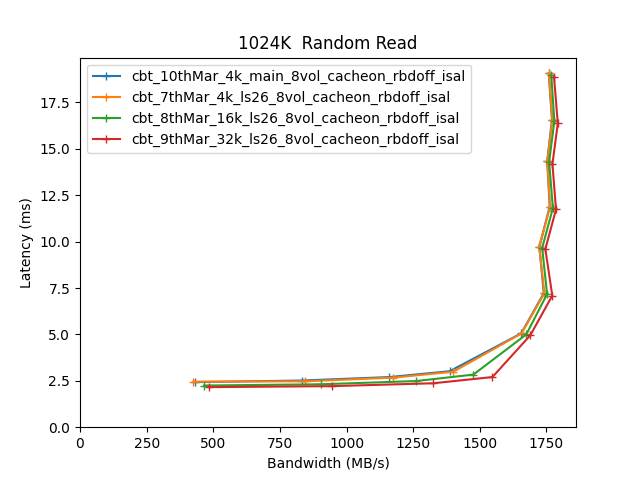 1024K  Random Read
cbt_10thMar_4k_main_8vol_cacheon_rbdoff_isal
cbt_7thMar_4k_ls26_8vol_cacheon_rbdoff_isal
cbt_8thMar_16k_ls26_8vol_cacheon_rbdoff_isal
cbt_9thMar_32k_ls26_8vol_cacheon_rbdoff_isal
Latency (ms)
17.5
15.0
12.5
10.0
7.5
5.0
2.5
0.0
0 250 500 750 1000 1250 1500 1750
Bandwidth (MB/s)